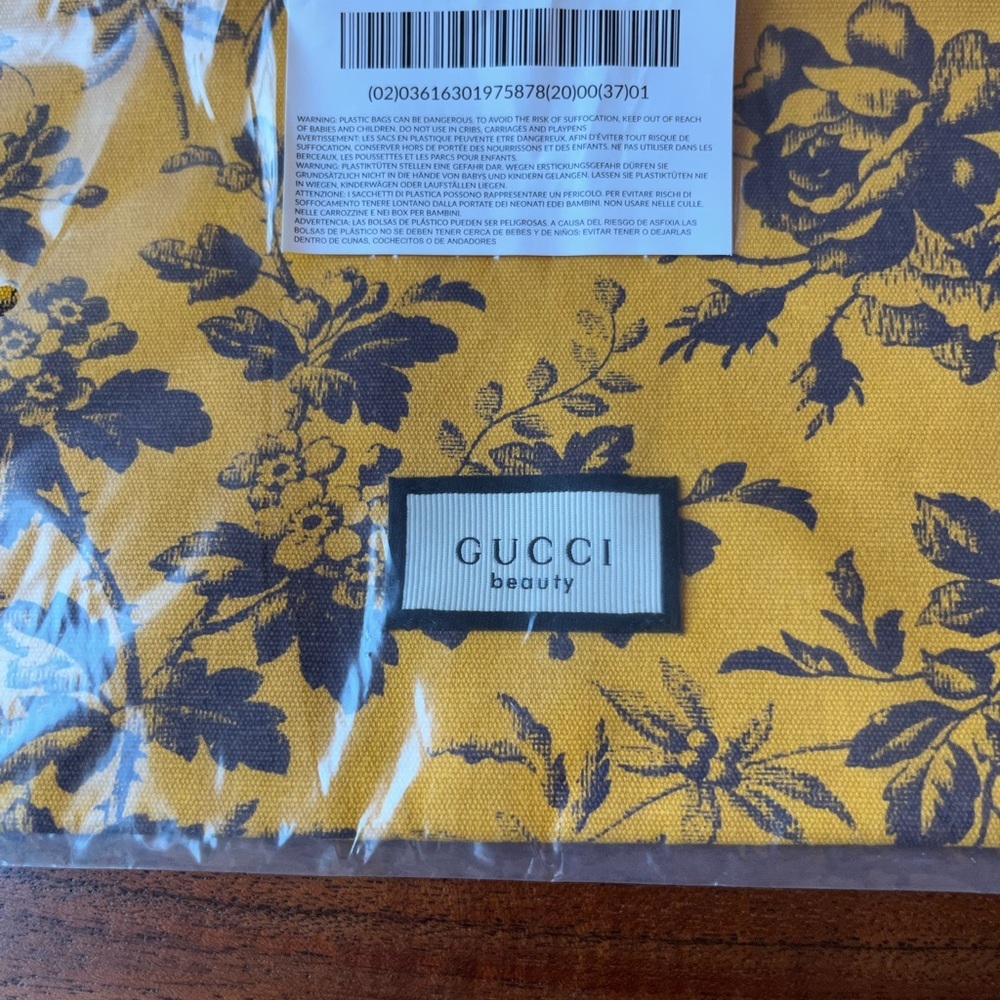 (02)03616301975878(20)00(37)01
WARNING: PLASTIC BAGS CAN BE DANGEROUS. TO AVOID THE RISK OF SUFFOCATION, KEEP OUT OF REACH
OF BABIES AND CHILDREN. DO NOT USE IN CRIBS, CARRIAGES AND PLAYPENS
AVERTISSEMENT: LES SACS EN PLASTIQUE PEUVENTE ETRE DANGEREUX. AFIN D'ÉVITER TOUT RISQUE DE
SUFFOCATION, CONSERVER HORS DE PORTÉE DES NOURRISSONS ET DES ENFANTS. NE PAS UTILISER DANS LES
BERCEAUX, LES POUSSETTES ET LES PARCS POUR ENFANTS.
WARNUNG: PLASTIKTÜTEN STELLEN EINE GEFAHR DAR. WEGEN ERSTICKUNGSGEFAHR DÜRFEN SIE
GRUNDSÄTZLICH NICHT IN DIE HÄNDE VON BABYS UND KINDERN GELANGEN. LASSEN SIE PLASTIKTÜTEN NIE
IN WIEGEN, KINDERWÄGEN ODER LAUFSTÄLLEN LIEGEN.
ATTENZIONE: I SACCHETTI DI PLASTICA POSSONO RAPPRESENTARE UN PERICOLO. PER EVITARE RISCHI DI
SOFFOCAMENTO TENERE LONTANO DALLA PORTATE DEI NEONATI EDEI BAMBINI. NON USARE NELLE CULLE,
NELLE CARROZZINE E NEI BOX PER BAMBINI.
ADVERTENCIA: LAS BOLSAS DE PLÁSTICO PUEDEN SER PELIGROSAS. A CAUSA DEL RIESGO DE ASFIXIA.LAS
BOLSAS DE PLÁSTICO NO SE DEBEN TENER CERCA DE BEBES Y DE NIÑOS: EVITAR TENER O DEJARLAS
DENTRO DE CUNAS, COCHECITOS O DE ANDADORES
GUCCI
beauty